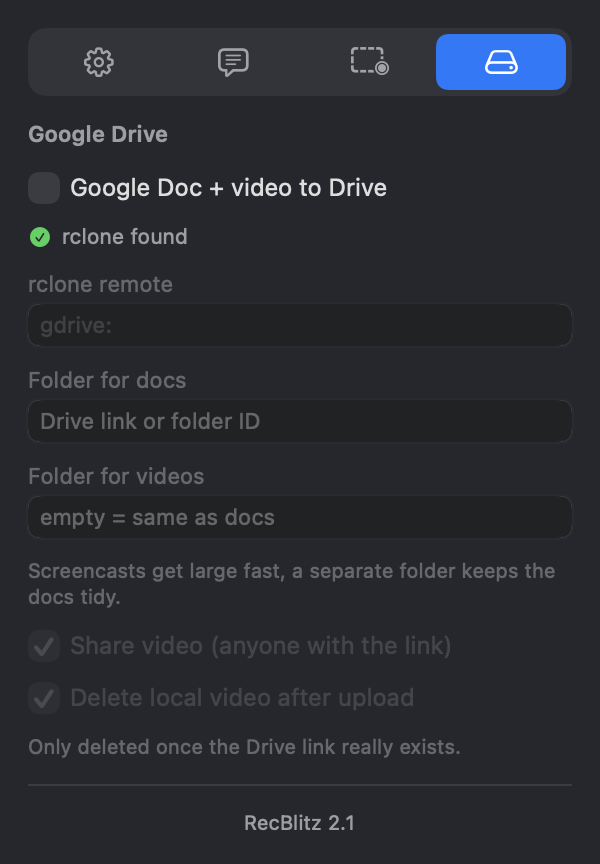 Google Drive
Google Doc + video to Drive
rclone found
rclone remote
gdrive:
Folder for docs
Drive link or folder ID
Folder for videos
empty = same as docs
Screencasts get large fast, a separate folder keeps the
docs tidy.
Share video (anyone with the link)
Delete local video after upload
Only deleted once the Drive link really exists.
RecBlitz 2.1